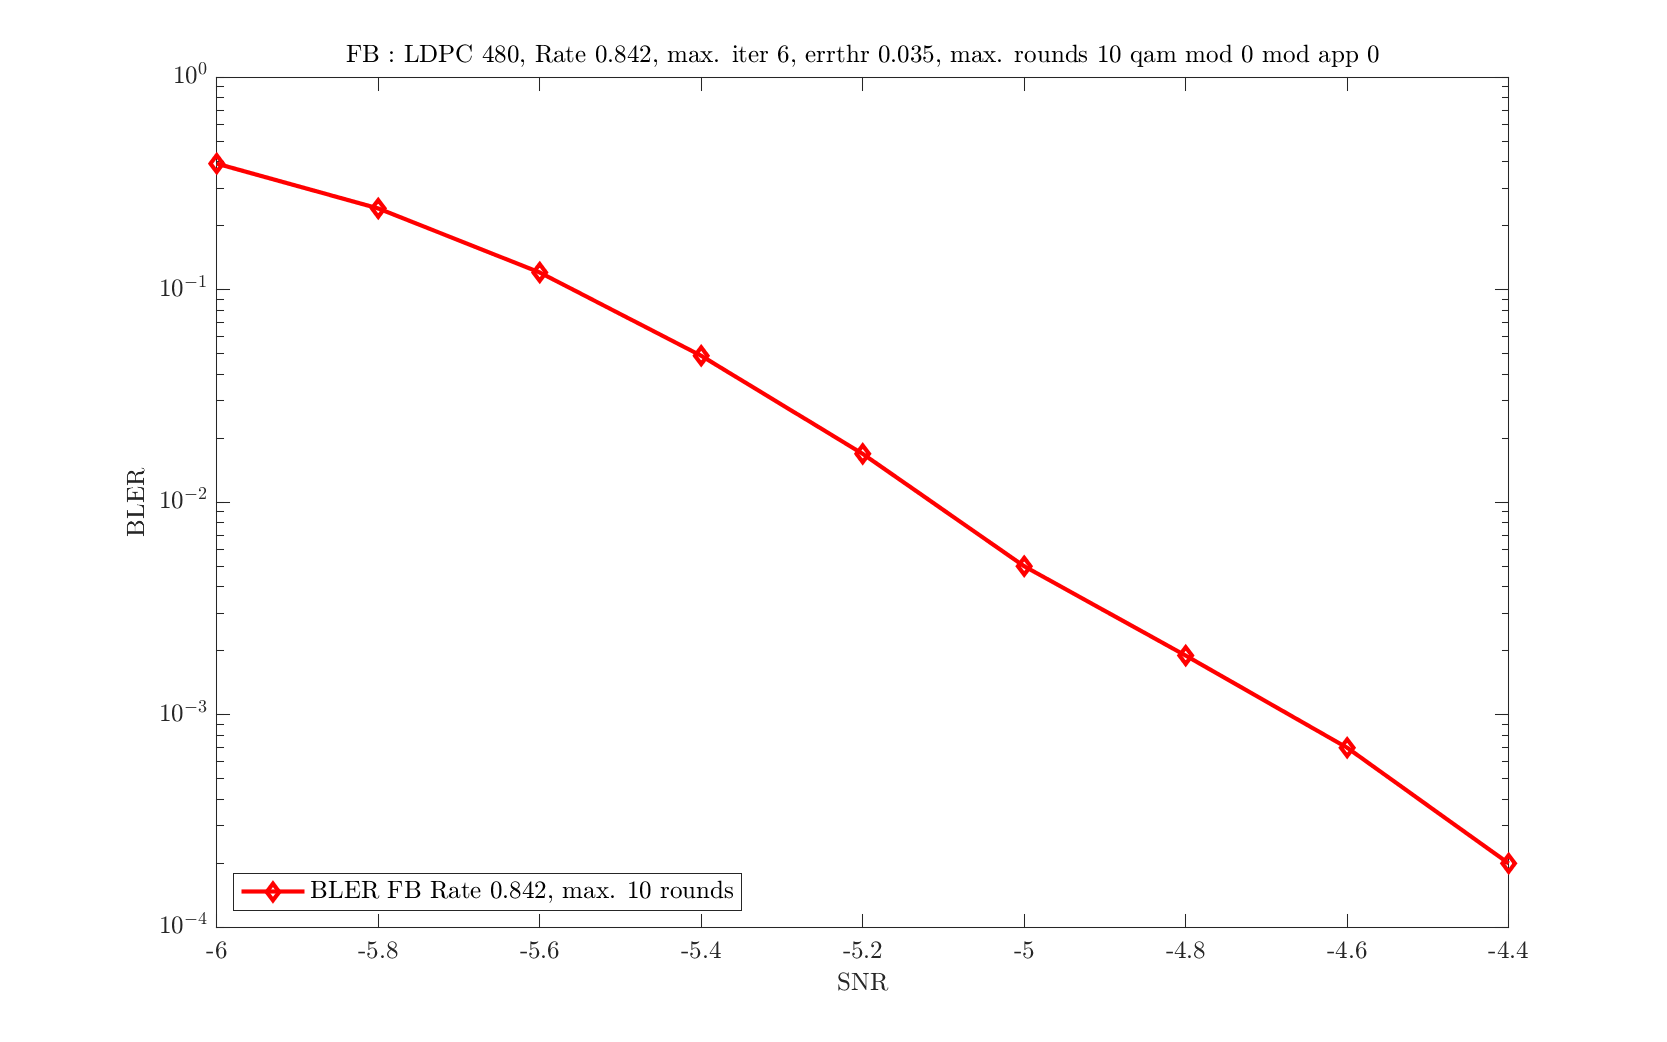 FB : LDPC 480, Rate 0.842, max. iter 6, errthr 0.035, max. rounds 10 qam mod 0 mod app 0
10^0
10^{-1}
10^{-2}
10^{-3}
10^{-4}
BLER
BLER FB Rate 0.842, max. 10 rounds
-6 -5.8 -5.6 -5.4 -5.2 -5 -4.8 -4.6 -4.4
SNR